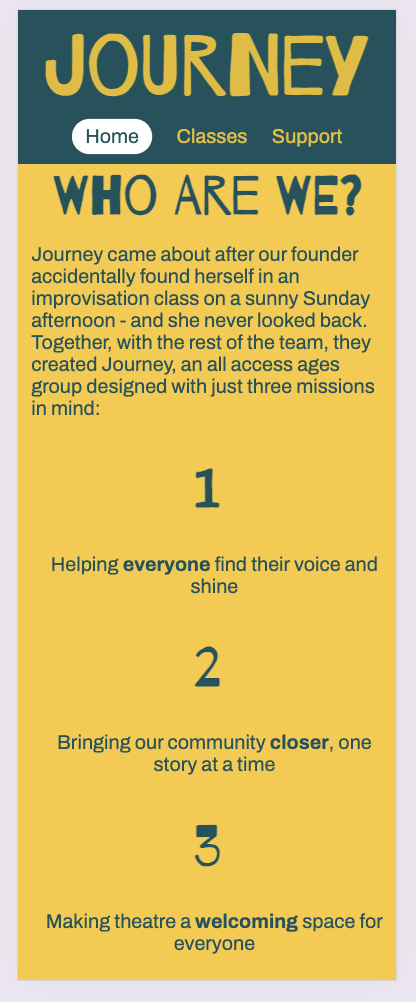 JOURNEY
Home Classes Support
WHO ARE WE?
Journey came about after our founder
accidentally found herself in an
improvisation class on a sunny Sunday
afternoon - and she never looked back.
Together, with the rest of the team, they
created Journey, an all access ages
group designed with just three missions
in mind:
1
Helping everyone find their voice and
shine
2
Bringing our community closer, one
story at a time
3
Making theatre a welcoming space for
everyone